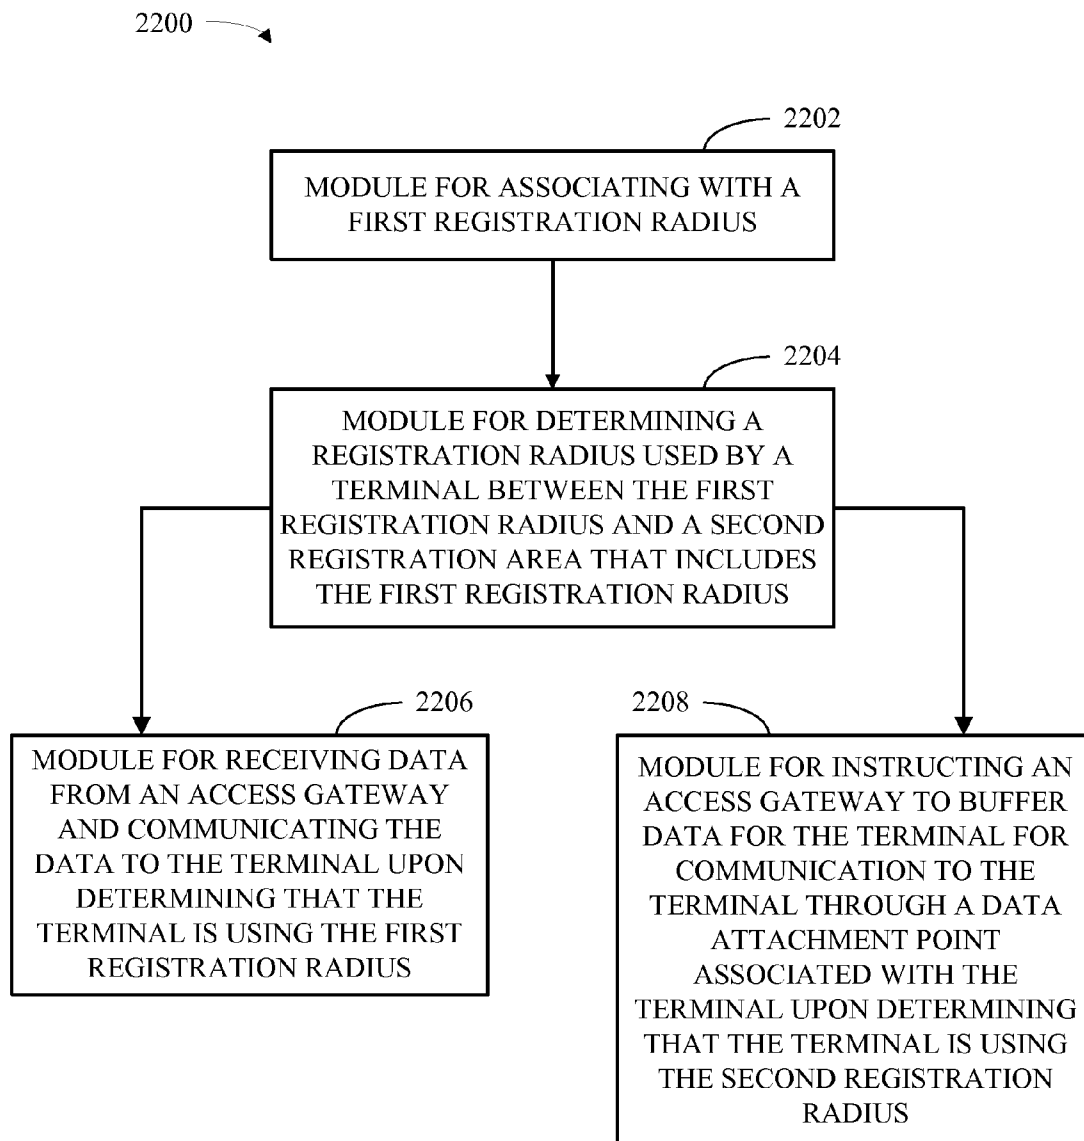 2200
2202
MODULE FOR ASSOCIATING WITH A
FIRST REGISTRATION RADIUS
2204
MODULE FOR DETERMINING A
REGISTRATION RADIUS USED BY A
TERMINAL BETWEEN THE FIRST
REGISTRATION RADIUS AND A SECOND
REGISTRATION AREA THAT INCLUDES
THE FIRST REGISTRATION RADIUS
2206
MODULE FOR RECEIVING DATA
FROM AN ACCESS GATEWAY
AND COMMUNICATING THE
DATA TO THE TERMINAL UPON
DETERMINING THAT THE
TERMINAL IS USING THE FIRST
REGISTRATION RADIUS
2208
MODULE FOR INSTRUCTING AN
ACCESS GATEWAY TO BUFFER
DATA FOR THE TERMINAL FOR
COMMUNICATION TO THE
TERMINAL THROUGH A DATA
ATTACHMENT POINT
ASSOCIATED WITH THE
TERMINAL UPON DETERMINING
THAT THE TERMINAL IS USING
THE SECOND REGISTRATION
RADIUS